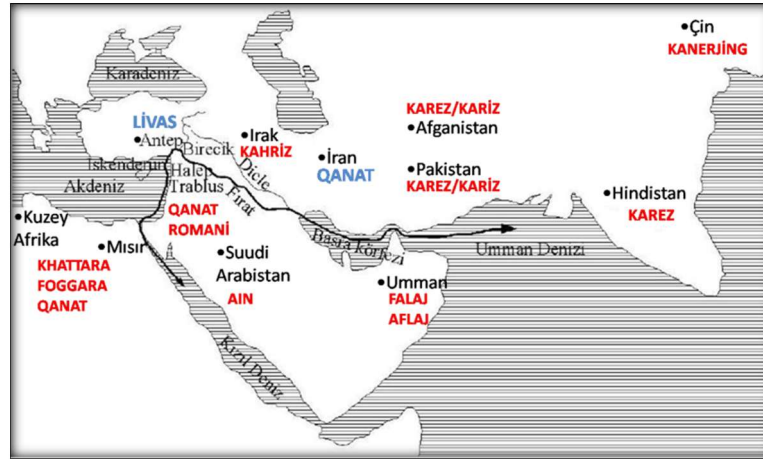 Çin
KANERJİNG
Karadeniz
LİVAS
Antep
Birecik
Irak
KAHRİZ
KAREZ/KARİZ
Afganistan
İran
QANAT
Pakistan
KAREZ/KARİZ
Dicle
Fırat
İskenderun
Halep
Trablus
Akdeniz
Hindistan
KAREZ
QANAT
ROMANİ
Kuzey
Afrika
Mısır
KHATTARA
FOGGARA
QANAT
Suudi
Arabistan
AIN
Basra körfezi
Umman Denizi
Umman
FALAJ
AFLAJ
Kızıl Deniz